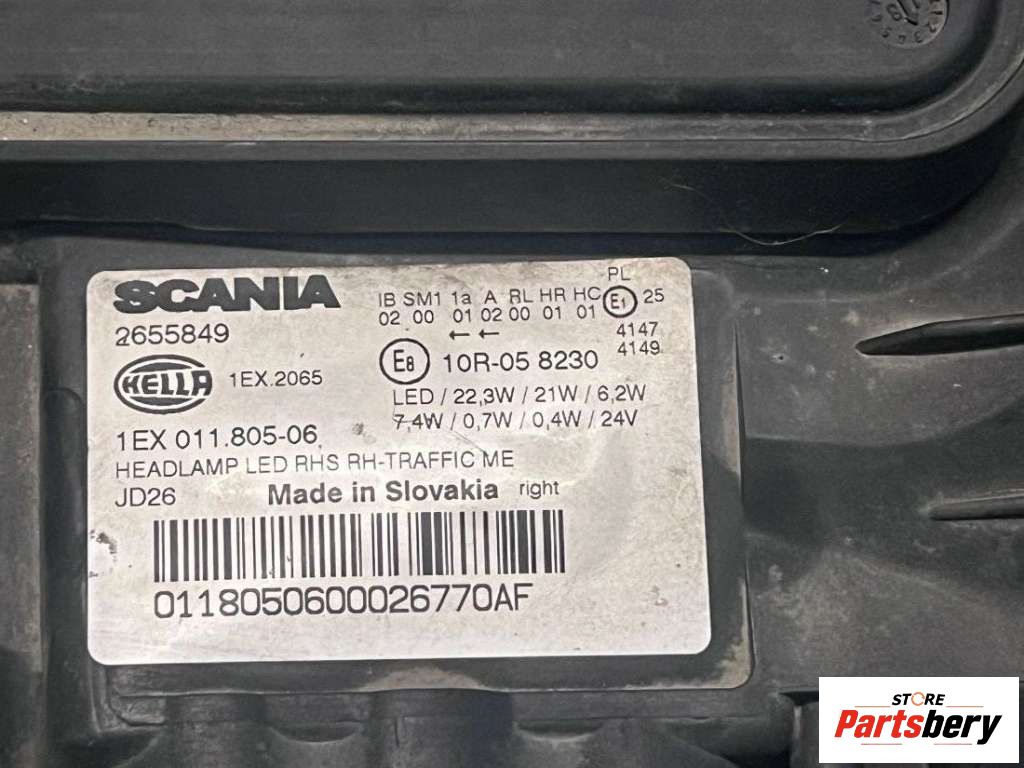 SCANIA
2655849
HELLA
1EX.2065
1EX 011.805-06
HEADLAMP LED RHS RH-TRAFFIC ME
JD26 Made in Slovakia right
IB SM1 1a A RL HR HC PL
02 00 01 02 00 01 01 E1 25
←←
4147
4149
E8 10R-05 8230
LED / 22,3W / 21W / 6,2W
7,4W / 0,7W / 0,4W / 24V
0118050600026770AF
STORE
Partsbery